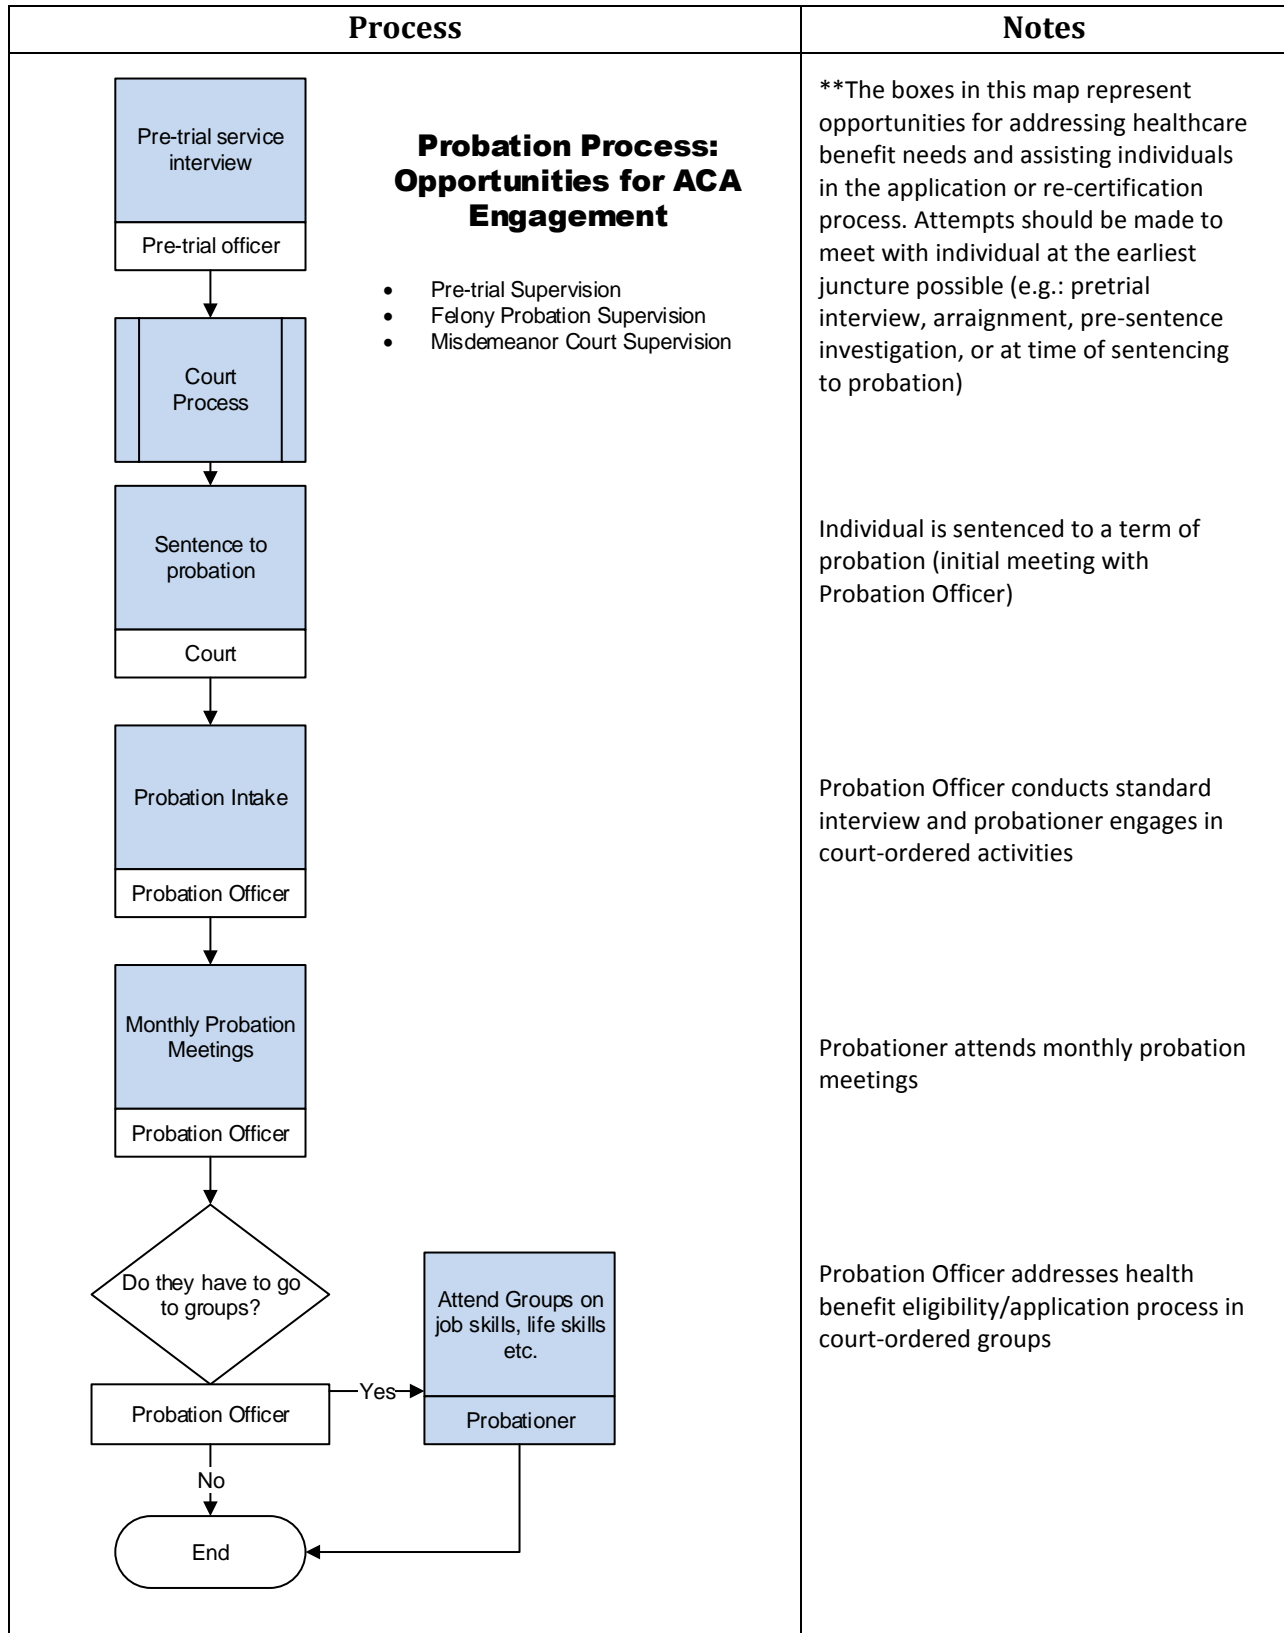 Process
Notes
Pre-trial service
interview
Pre-trial officer
Probation Process:
Opportunities for ACA
Engagement
• Pre-trial Supervision
• Felony Probation Supervision
• Misdemeanor Court Supervision
**The boxes in this map represent
opportunities for addressing healthcare
benefit needs and assisting individuals
in the application or re-certification
process. Attempts should be made to
meet with individual at the earliest
juncture possible (e.g.: pretrial
interview, arraignment, pre-sentence
investigation, or at time of sentencing
to probation)
Court
Process
Sentence to
probation
Court
Individual is sentenced to a term of
probation (initial meeting with
Probation Officer)
Probation Intake
Probation Officer
Probation Officer conducts standard
interview and probationer engages in
court-ordered activities
Monthly Probation
Meetings
Probation Officer
Probationer attends monthly probation
meetings
Do they have to go
to groups?
Probation Officer
Yes
Attend Groups on
job skills, life skills
etc.
Probationer
Probation Officer addresses health
benefit eligibility/application process in
court-ordered groups
No
End